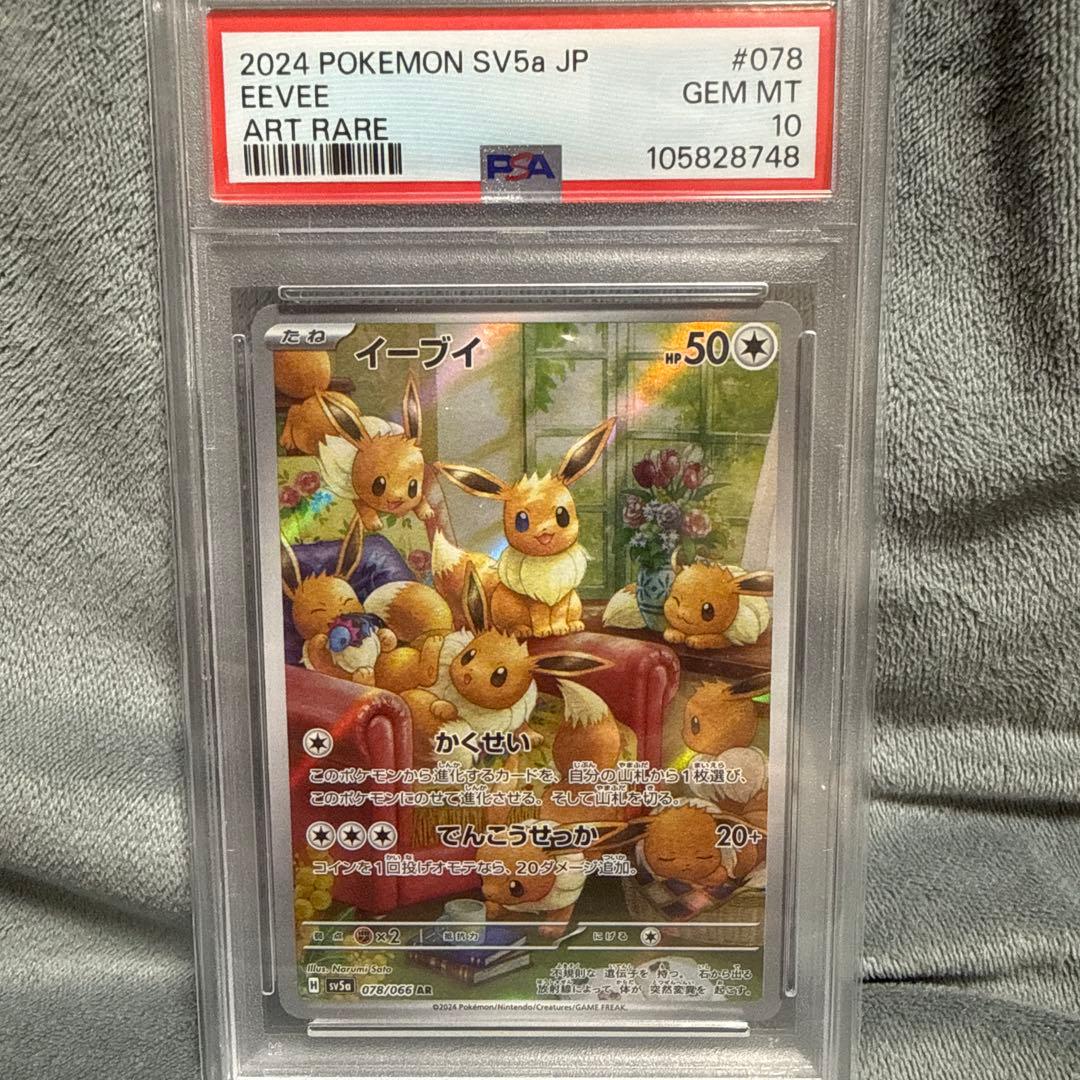 2024 POKEMON SV5a JP #078
EEVEE GEM MT
ART RARE 10
PSA 105828748
たね イーブイ HP 50
かくせい
このポケモンから進化するカードを、自分の山札から1枚選び、
このポケモンにのせて進化させる。そして山札を切る。
でんこうせっか 20+
コインを1回投げオモテなら、20ダメージ追加。
弱点 ×2 抵抗力 にげる
Illus. Narumi Sato
不規則な 遺伝子を 持つ。 石から出る
H sv5a 078/066 AR 放射線によって 体が 突然変異を 起こす。
©2024 Pokémon/Nintendo/Creatures/GAME FREAK.